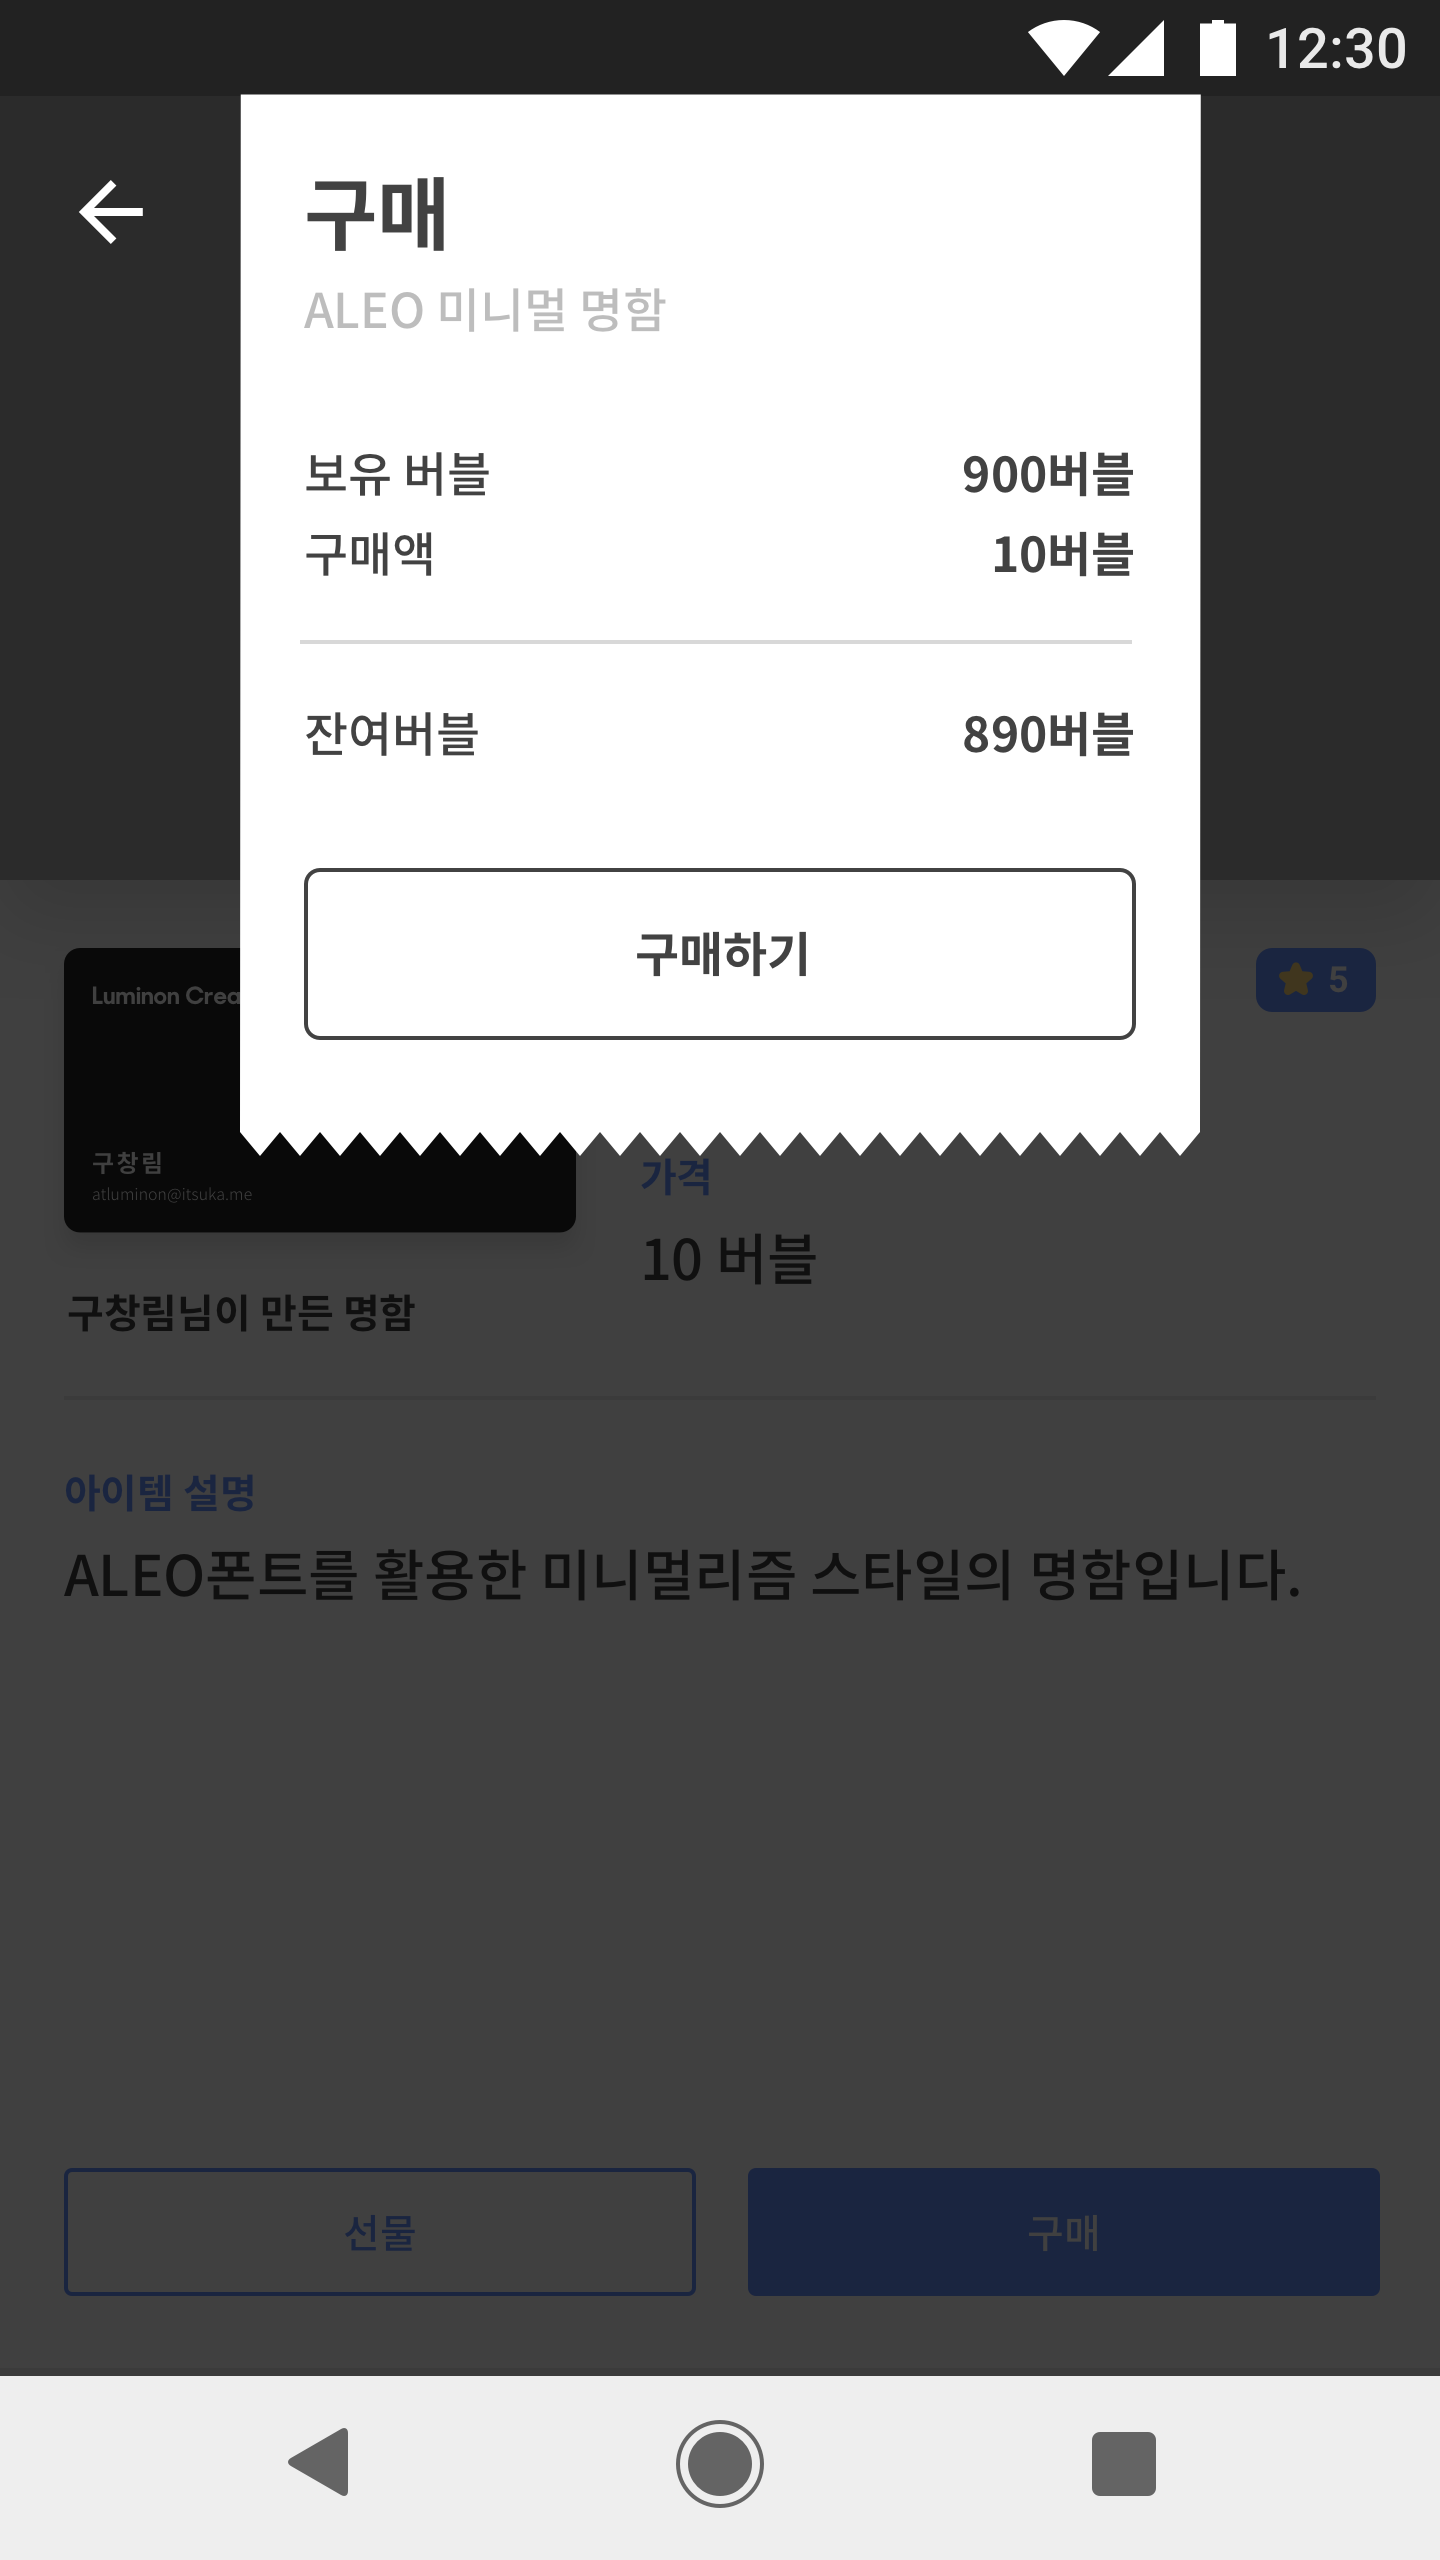 12:30
구매
ALEO 미니멀 명함
보유 버블 900버블
구매액 10버블
잔여버블 890버블
구매하기
Luminon
5
구창림
atluminon@itsuka.me
가격
10 버블
구창림님이 만든 명함
아이템 설명
ALEO폰트를 활용한 미니멀리즘 스타일의 명함입니다.
선물
구매